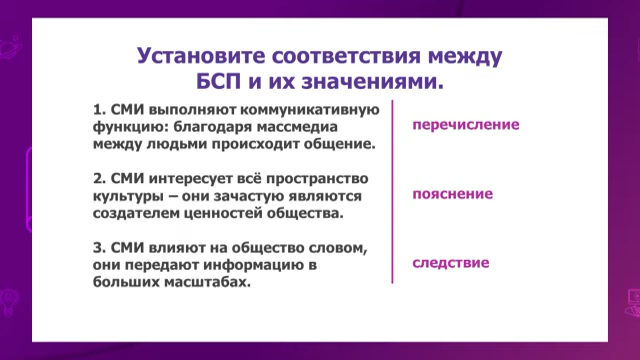 Установите соответствия между
БСП и их значениями.
1. СМИ выполняют коммуникативную
функцию: благодаря массмедиа
между людьми происходит общение.
перечисление
2. СМИ интересует всё пространство
культуры – они зачастую являются
создателем ценностей общества.
пояснение
3. СМИ влияют на общество словом,
они передают информацию в
больших масштабах.
следствие